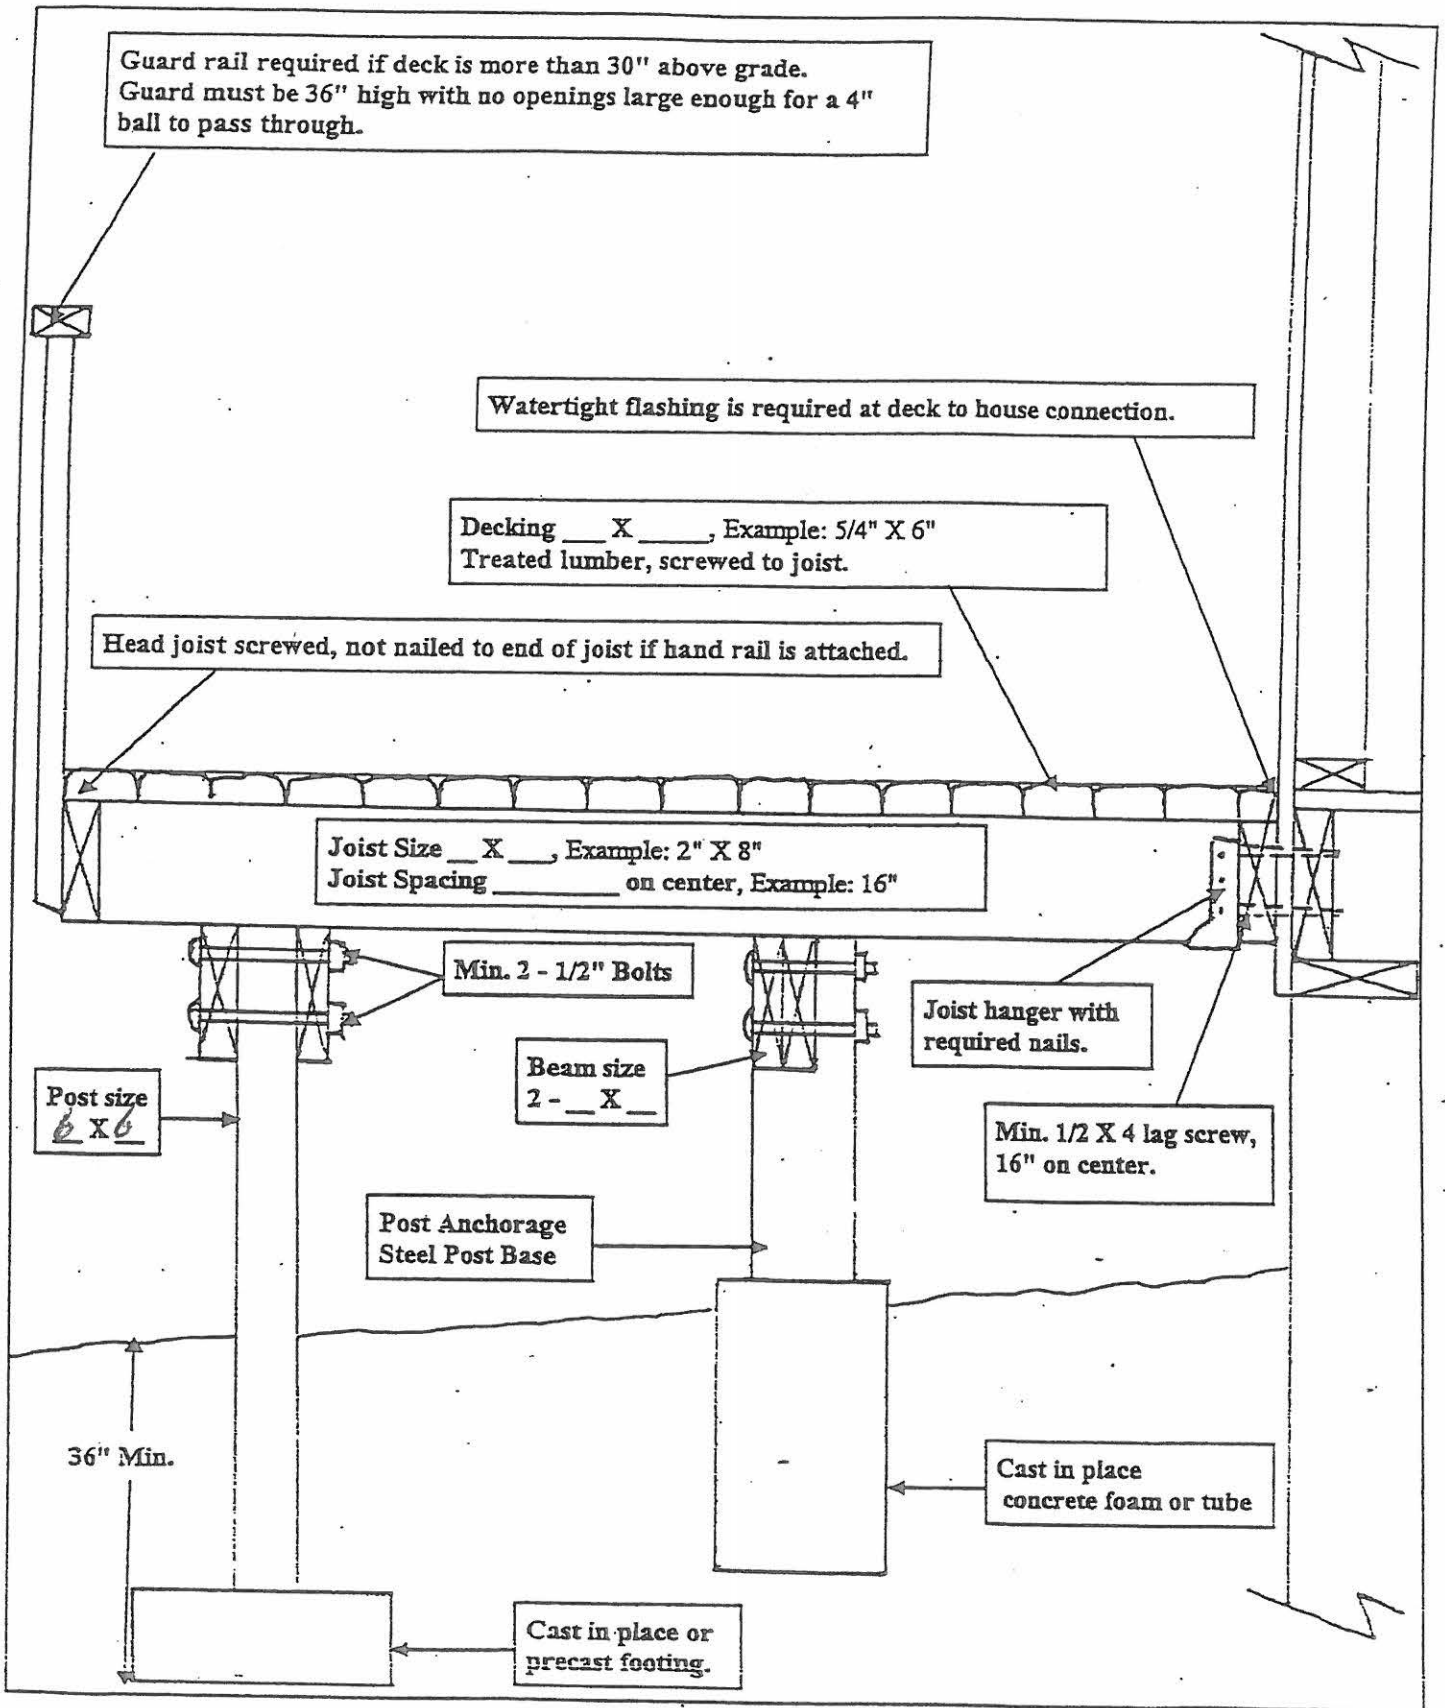 Guard rail required if deck is more than 30" above grade.
Guard must be 36" high with no openings large enough for a 4"
ball to pass through.
Watertight flashing is required at deck to house connection.
Decking ___ X _____, Example: 5/4" X 6"
Treated lumber, screwed to joist.
Head joist screwed, not nailed to end of joist if hand rail is attached.
Joist Size __ X ___, Example: 2" X 8"
Joist Spacing _________ on center, Example: 16"
Min. 2 - 1/2" Bolts
Joist hanger with
required nails.
Beam size
2 - __ X __
Post size
6 X 6
Min. 1/2 X 4 lag screw,
16" on center.
Post Anchorage
Steel Post Base
36" Min.
Cast in place
concrete foam or tube
Cast in place or
precast footing.